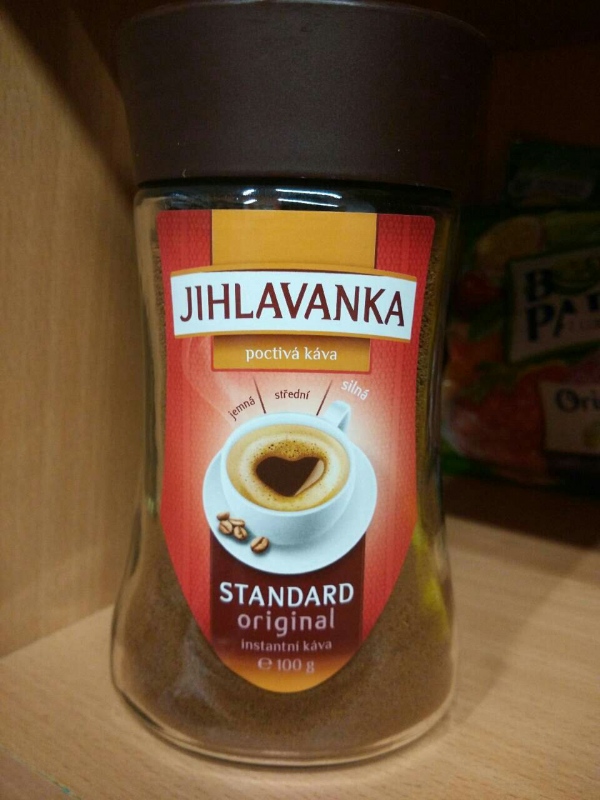 JIHLAVANKA
poctivá káva
jemná
střední
silná
STANDARD
original
instantní káva
℮ 100 g